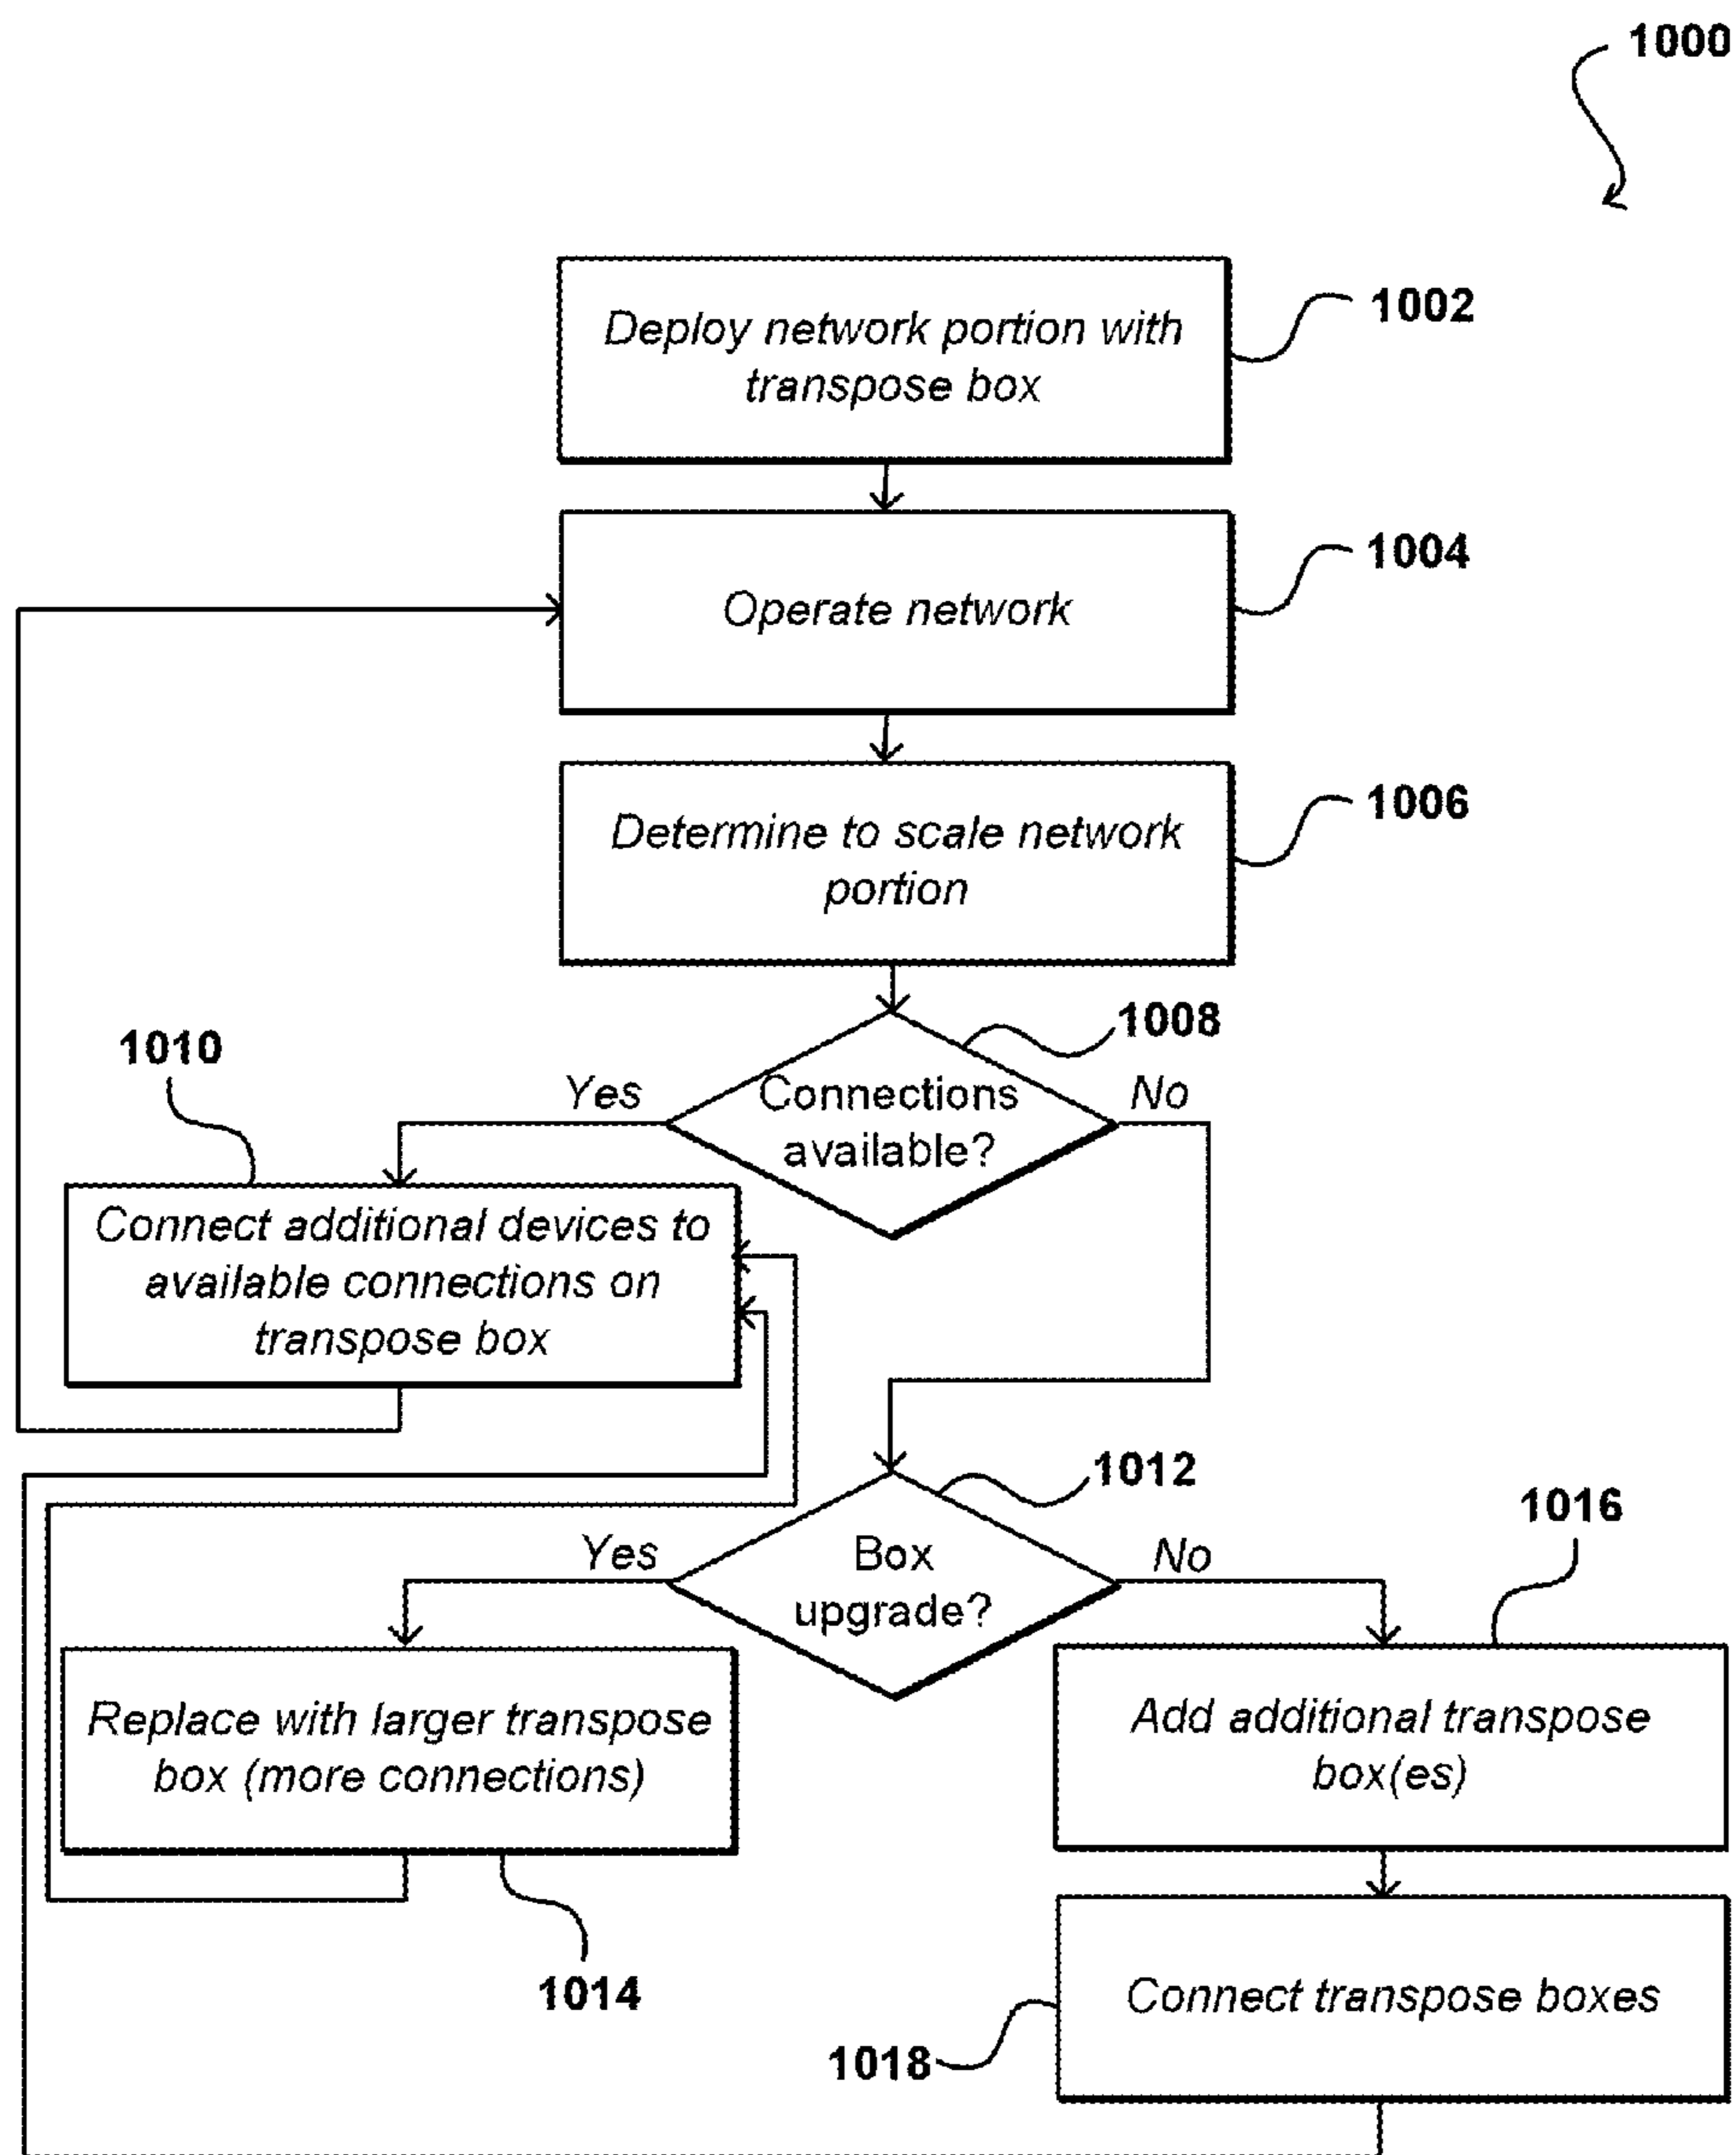 1000
Deploy network portion with
transpose box
1002
Operate network
1004
Determine to scale network
portion
1006
1008
Connections
available?
Yes
No
1010
Connect additional devices to
available connections on
transpose box
1012
Box
upgrade?
Yes
No
1016
Replace with larger transpose
box (more connections)
1014
Add additional transpose
box(es)
Connect transpose boxes
1018